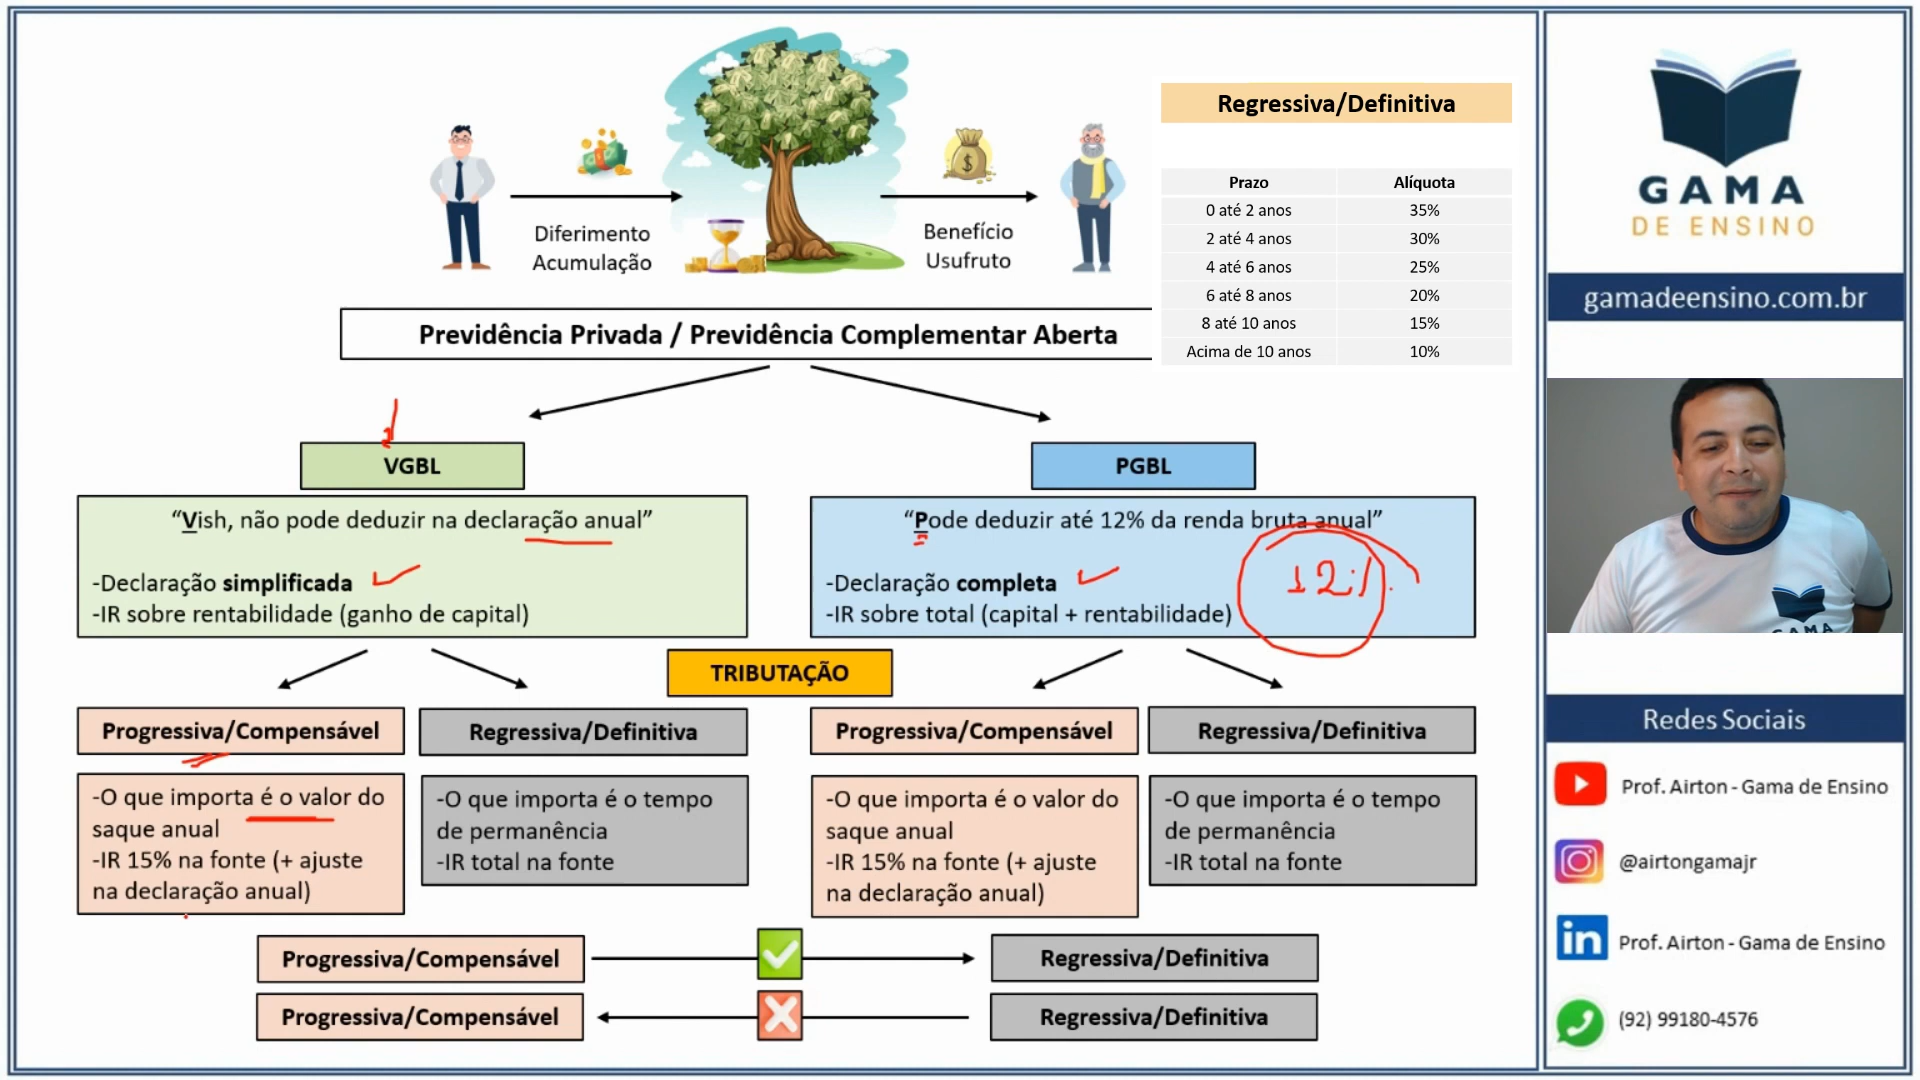 Regressiva/Definitiva
Prazo Alíquota
0 até 2 anos 35%
2 até 4 anos 30%
4 até 6 anos 25%
6 até 8 anos 20%
8 até 10 anos 15%
Acima de 10 anos 10%
Diferimento
Acumulação
Benefício
Usufruto
Previdência Privada / Previdência Complementar Aberta
VGBL
“Vish, não pode deduzir na declaração anual”
-Declaração simplificada
-IR sobre rentabilidade (ganho de capital)
PGBL
“Pode deduzir até 12% da renda bruta anual”
-Declaração completa
-IR sobre total (capital + rentabilidade)
12%
TRIBUTAÇÃO
Progressiva/Compensável
-O que importa é o valor do
saque anual
-IR 15% na fonte (+ ajuste
na declaração anual)
Regressiva/Definitiva
-O que importa é o tempo
de permanência
-IR total na fonte
Progressiva/Compensável
-O que importa é o valor do
saque anual
-IR 15% na fonte (+ ajuste
na declaração anual)
Regressiva/Definitiva
-O que importa é o tempo
de permanência
-IR total na fonte
Progressiva/Compensável
Regressiva/Definitiva
Progressiva/Compensável
Regressiva/Definitiva
GAMA
DE ENSINO
gamadeensino.com.br
GAMA
Redes Sociais
Prof. Airton - Gama de Ensino
@airtongamajr
in
Prof. Airton - Gama de Ensino
(92) 99180-4576